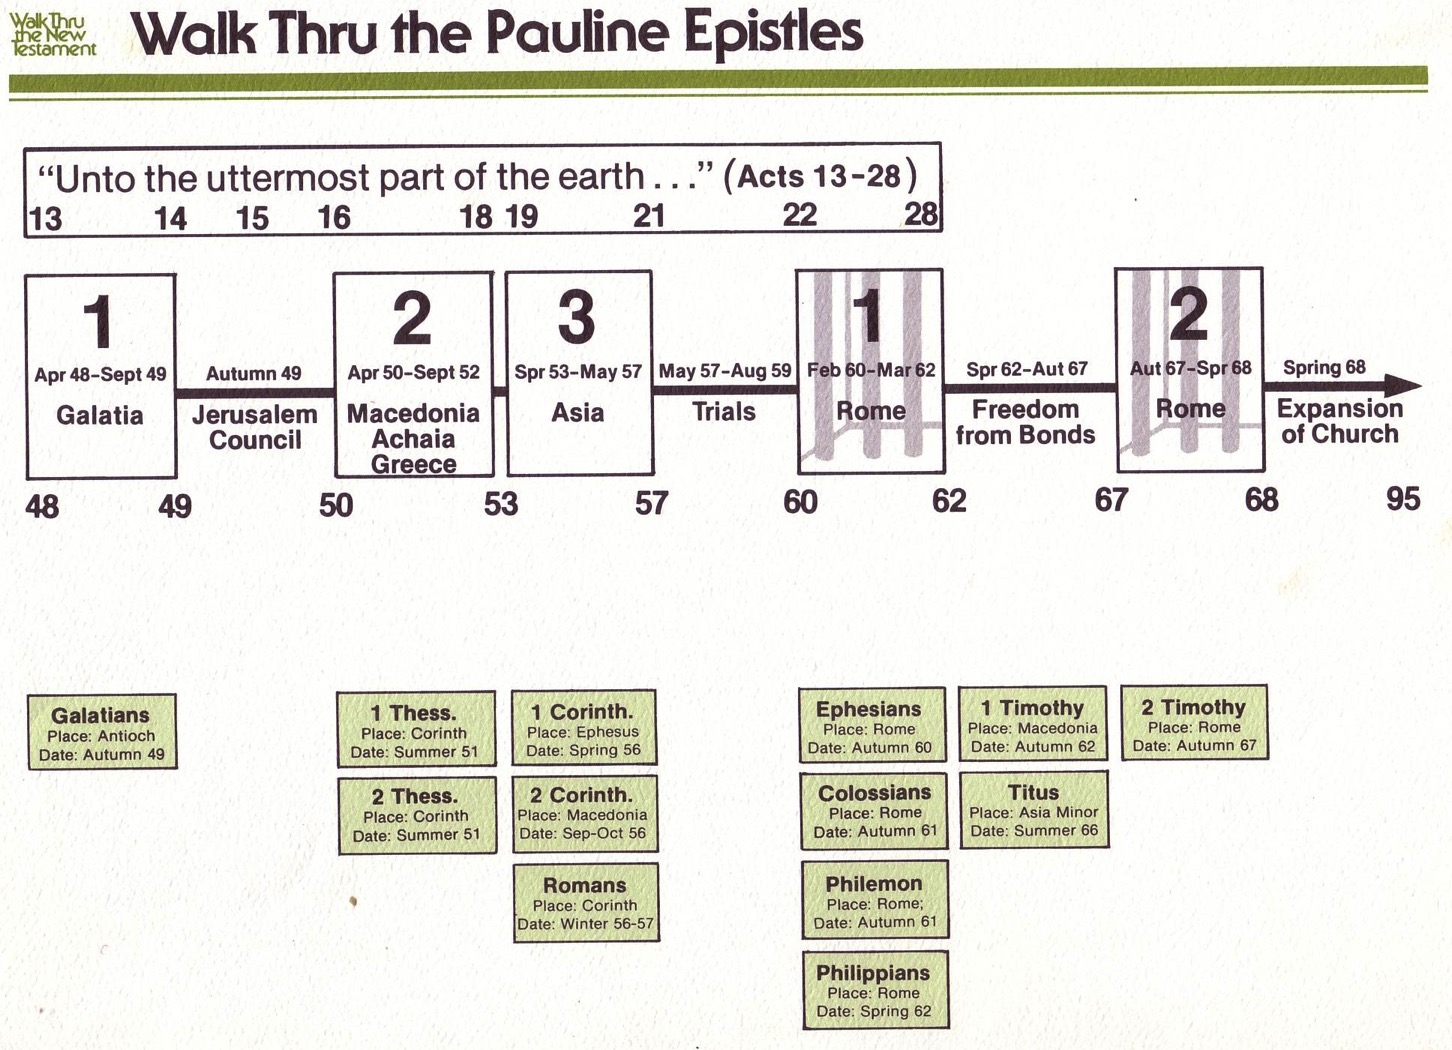 Walk Thru
the New
Testament
Walk Thru the Pauline Epistles
“Unto the uttermost part of the earth . . .” (Acts 13–28)
13 14 15 16 18 19 21 22 28
1
Apr 48–Sept 49
Galatia
Autumn 49
Jerusalem
Council
2
Apr 50–Sept 52
Macedonia
Achaia
Greece
3
Spr 53–May 57
Asia
May 57–Aug 59
Trials
1
Feb 60–Mar 62
Rome
Spr 62–Aut 67
Freedom
from Bonds
2
Aut 67–Spr 68
Rome
Spring 68
Expansion
of Church
48 49 50 53 57 60 62 67 68 95
Galatians
Place: Antioch
Date: Autumn 49
1 Thess.
Place: Corinth
Date: Summer 51
2 Thess.
Place: Corinth
Date: Summer 51
1 Corinth.
Place: Ephesus
Date: Spring 56
2 Corinth.
Place: Macedonia
Date: Sep-Oct 56
Romans
Place: Corinth
Date: Winter 56-57
Ephesians
Place: Rome
Date: Autumn 60
Colossians
Place: Rome
Date: Autumn 61
Philemon
Place: Rome;
Date: Autumn 61
Philippians
Place: Rome
Date: Spring 62
1 Timothy
Place: Macedonia
Date: Autumn 62
Titus
Place: Asia Minor
Date: Summer 66
2 Timothy
Place: Rome
Date: Autumn 67